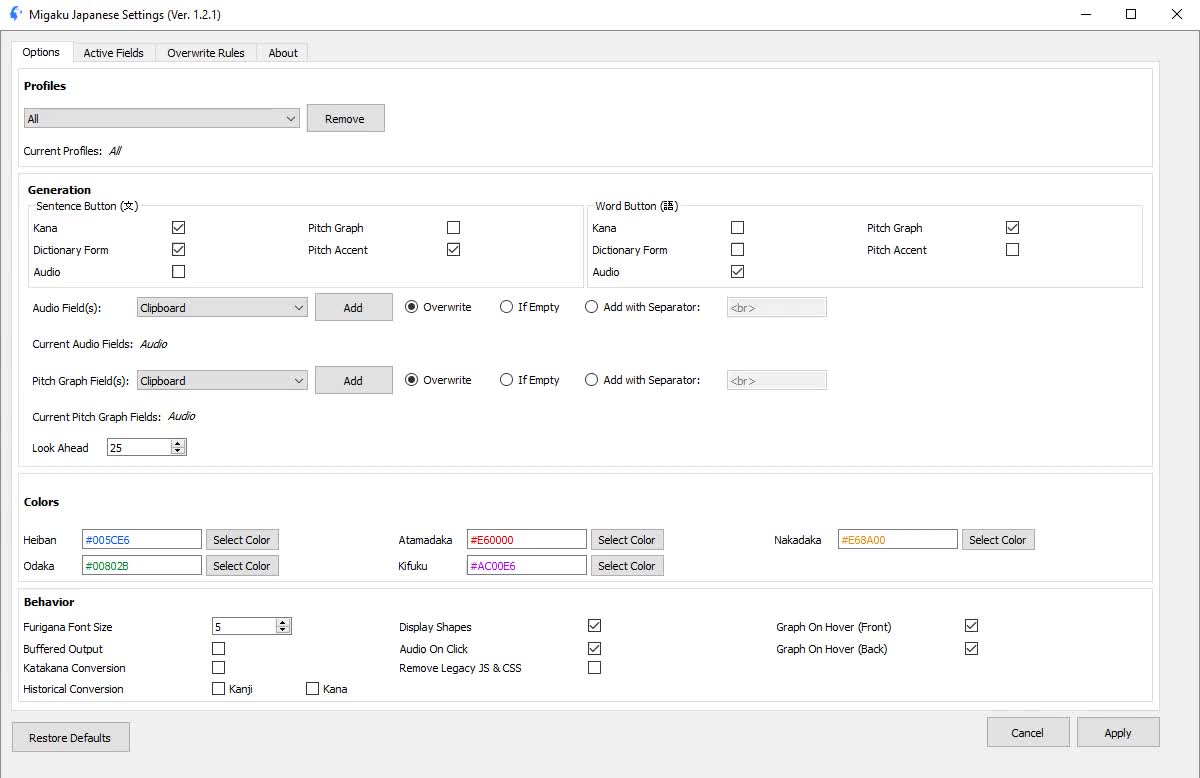 Migaku Japanese Settings (Ver. 1.2.1)
Options Active Fields Overwrite Rules About
Profiles
All Remove
Current Profiles: All
Generation
Sentence Button (文) Word Button (語)
Kana Pitch Graph Kana Pitch Graph
Dictionary Form Pitch Accent Dictionary Form Pitch Accent
Audio Audio
Audio Field(s): Clipboard Add Overwrite If Empty Add with Separator: <br>
Current Audio Fields: Audio
Pitch Graph Field(s): Clipboard Add Overwrite If Empty Add with Separator: <br>
Current Pitch Graph Fields: Audio
Look Ahead 25
Colors
Heiban #005CE6 Select Color Atamadaka #E60000 Select Color Nakadaka #E68A00 Select Color
Odaka #00802B Select Color Kifuku #AC00E6 Select Color
Behavior
Furigana Font Size 5 Display Shapes Graph On Hover (Front)
Buffered Output Audio On Click Graph On Hover (Back)
Katakana Conversion Remove Legacy JS & CSS
Historical Conversion Kanji Kana
Restore Defaults Cancel Apply